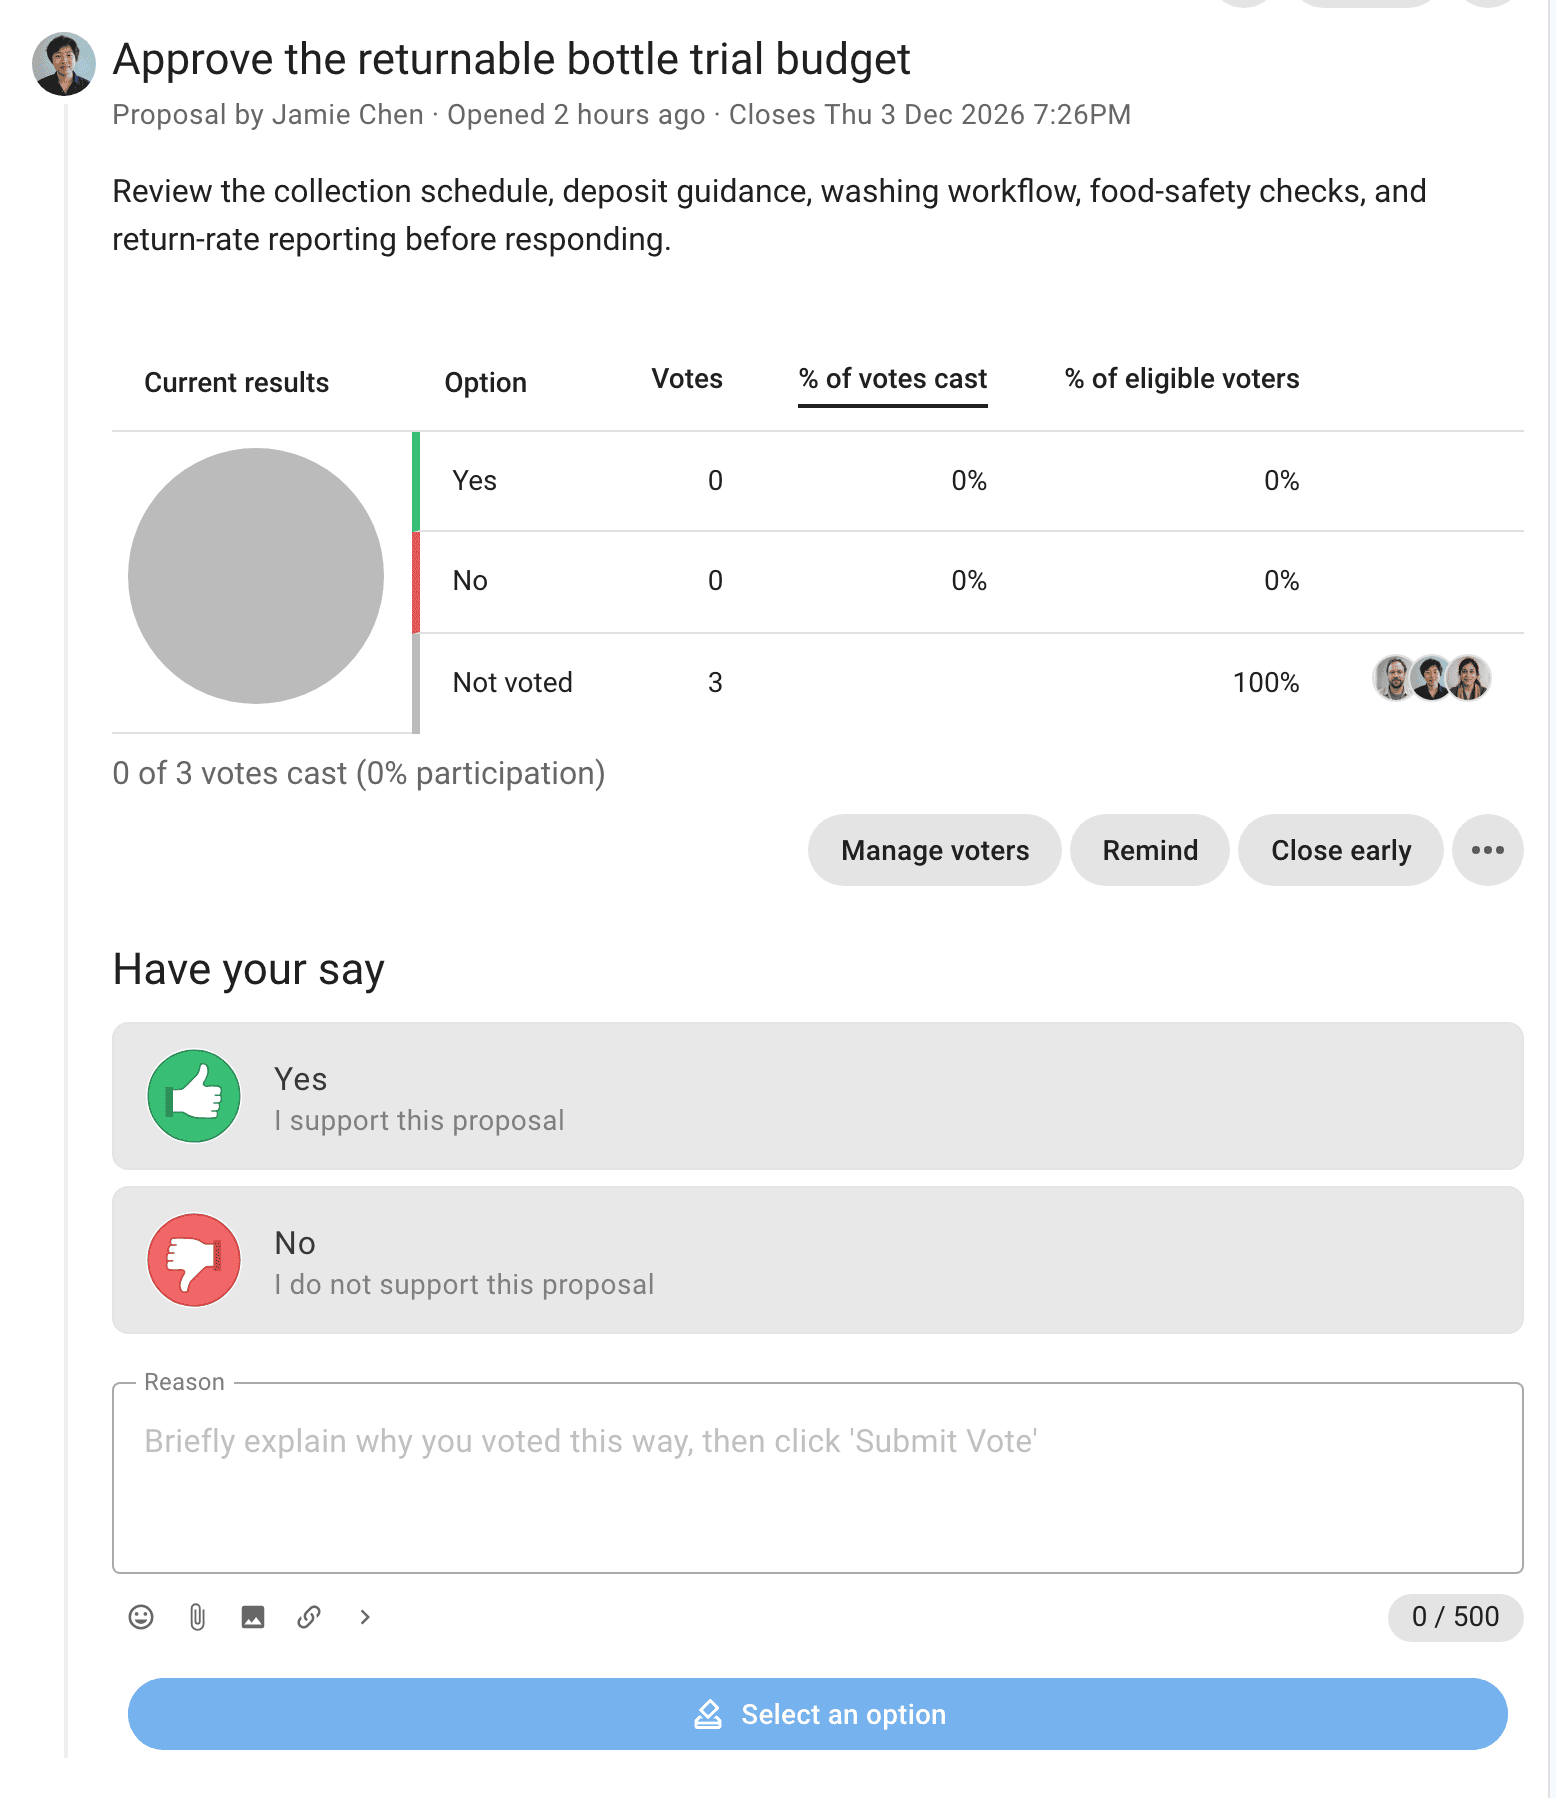 Approve the returnable bottle trial budget
Proposal by Jamie Chen · Opened 2 hours ago · Closes Thu 3 Dec 2026 7:26PM
Review the collection schedule, deposit guidance, washing workflow, food-safety checks, and
return-rate reporting before responding.
Current results Option Votes % of votes cast % of eligible voters
Yes 0 0% 0%
No 0 0% 0%
Not voted 3 100%
0 of 3 votes cast (0% participation)
Manage voters Remind Close early
Have your say
Yes
I support this proposal
No
I do not support this proposal
Reason
Briefly explain why you voted this way, then click 'Submit Vote'
0 / 500
Select an option